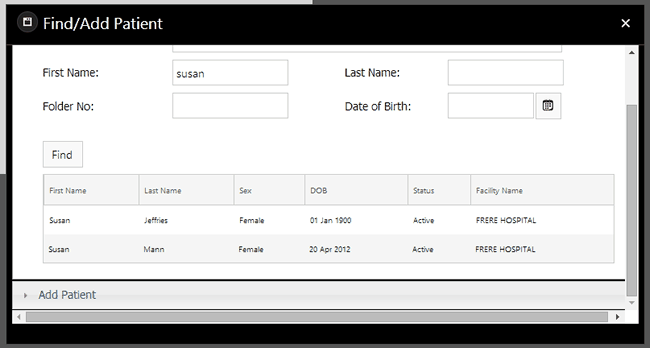 Find/Add Patient
First Name: susan Last Name:
Folder No: Date of Birth:
Find
First Name Last Name Sex DOB Status Facility Name
Susan Jeffries Female 01 Jan 1900 Active FRERE HOSPITAL
Susan Mann Female 20 Apr 2012 Active FRERE HOSPITAL
Add Patient